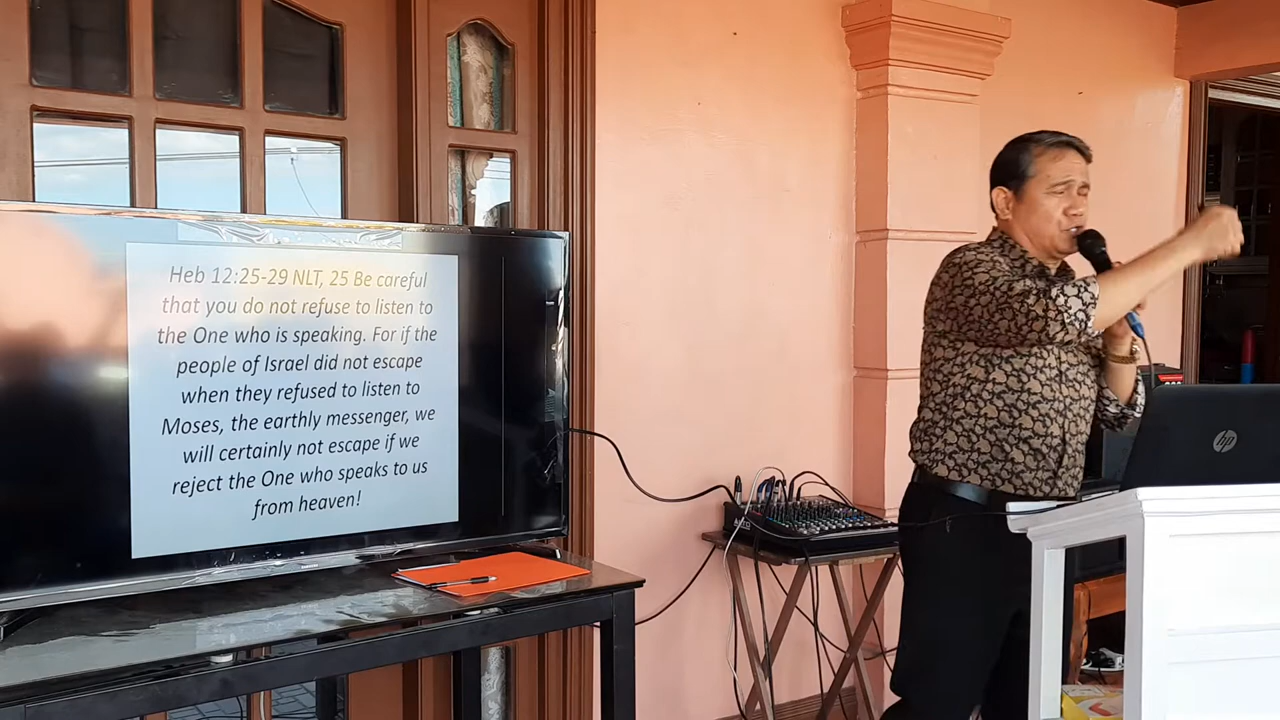 Heb 12:25-29 NLT, 25 Be careful
that you do not refuse to listen to
the One who is speaking. For if the
people of Israel did not escape
when they refused to listen to
Moses, the earthly messenger, we
will certainly not escape if we
reject the One who speaks to us
from heaven!
SAMSUNG
hp